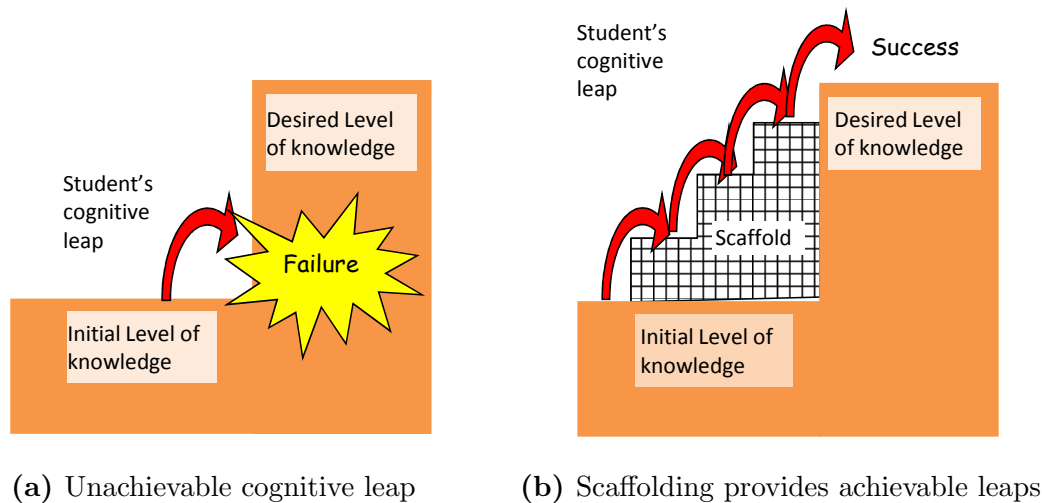 Desired Level
of knowledge
Student’s
cognitive
leap
Failure
Initial Level of
knowledge
(a) Unachievable cognitive leap
Student’s
cognitive
leap
Success
Desired Level
of knowledge
Scaffold
Initial Level of
knowledge
(b) Scaffolding provides achievable leaps